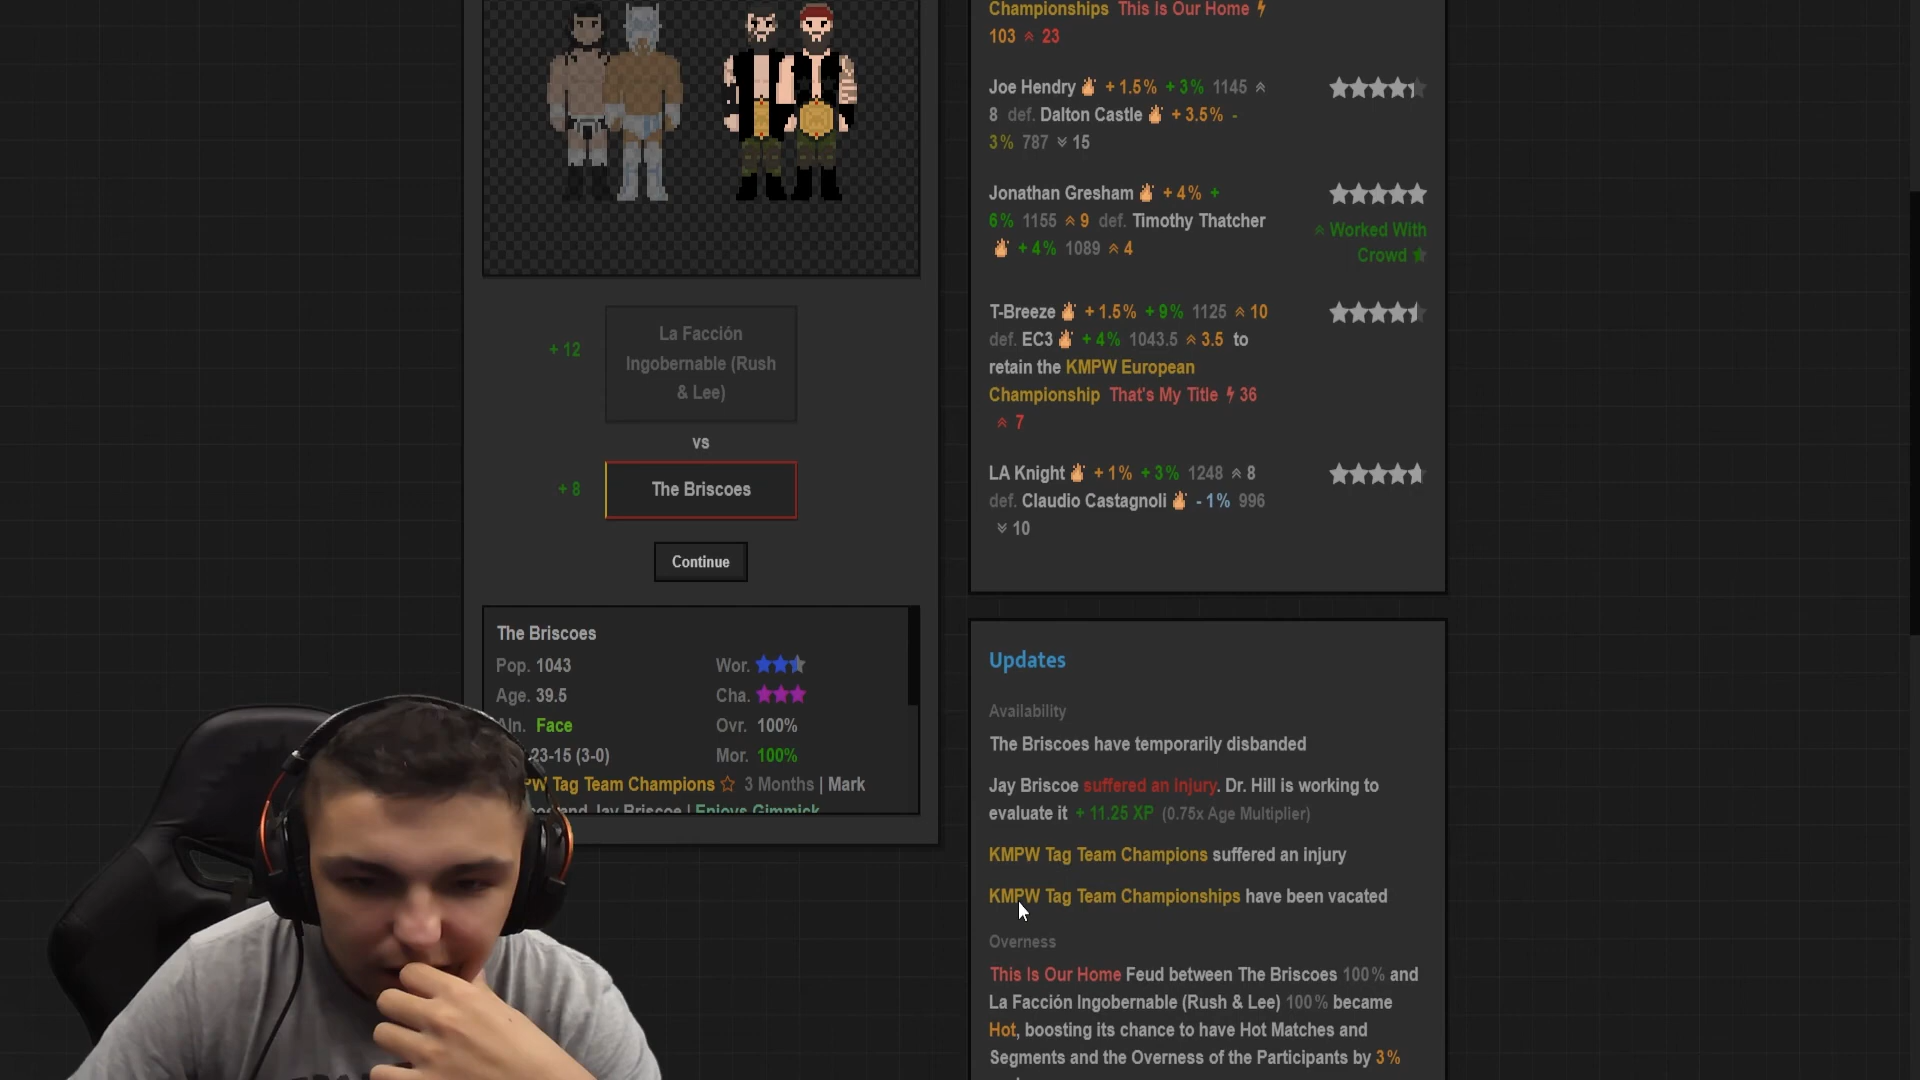 + 12
La Facción
Ingobernable (Rush
& Lee)
vs
+ 8
The Briscoes
Continue
The Briscoes
Pop. 1043
Wor.
Age. 39.5
Cha.
Aln. Face
Ovr. 100%
23-15 (3-0)
Mor. 100%
PW Tag Team Champions ☆ 3 Months | Mark
and Jay Briscoe | Enjoys Gimmick
Championships This Is Our Home
103 23
Joe Hendry + 1.5% + 3% 1145
8 def. Dalton Castle + 3.5% -
3% 787 15
Jonathan Gresham + 4% +
6% 1155 9 def. Timothy Thatcher
+ 4% 1089 4
Worked With
Crowd
T-Breeze + 1.5% + 9% 1125 10
def. EC3 + 4% 1043.5 3.5 to
retain the KMPW European
Championship That's My Title 36
7
LA Knight + 1% + 3% 1248 8
def. Claudio Castagnoli - 1% 996
10
Updates
Availability
The Briscoes have temporarily disbanded
Jay Briscoe suffered an injury. Dr. Hill is working to
evaluate it + 11.25 XP (0.75x Age Multiplier)
KMPW Tag Team Champions suffered an injury
KMPW Tag Team Championships have been vacated
Overness
This Is Our Home Feud between The Briscoes 100% and
La Facción Ingobernable (Rush & Lee) 100% became
Hot, boosting its chance to have Hot Matches and
Segments and the Overness of the Participants by 3%